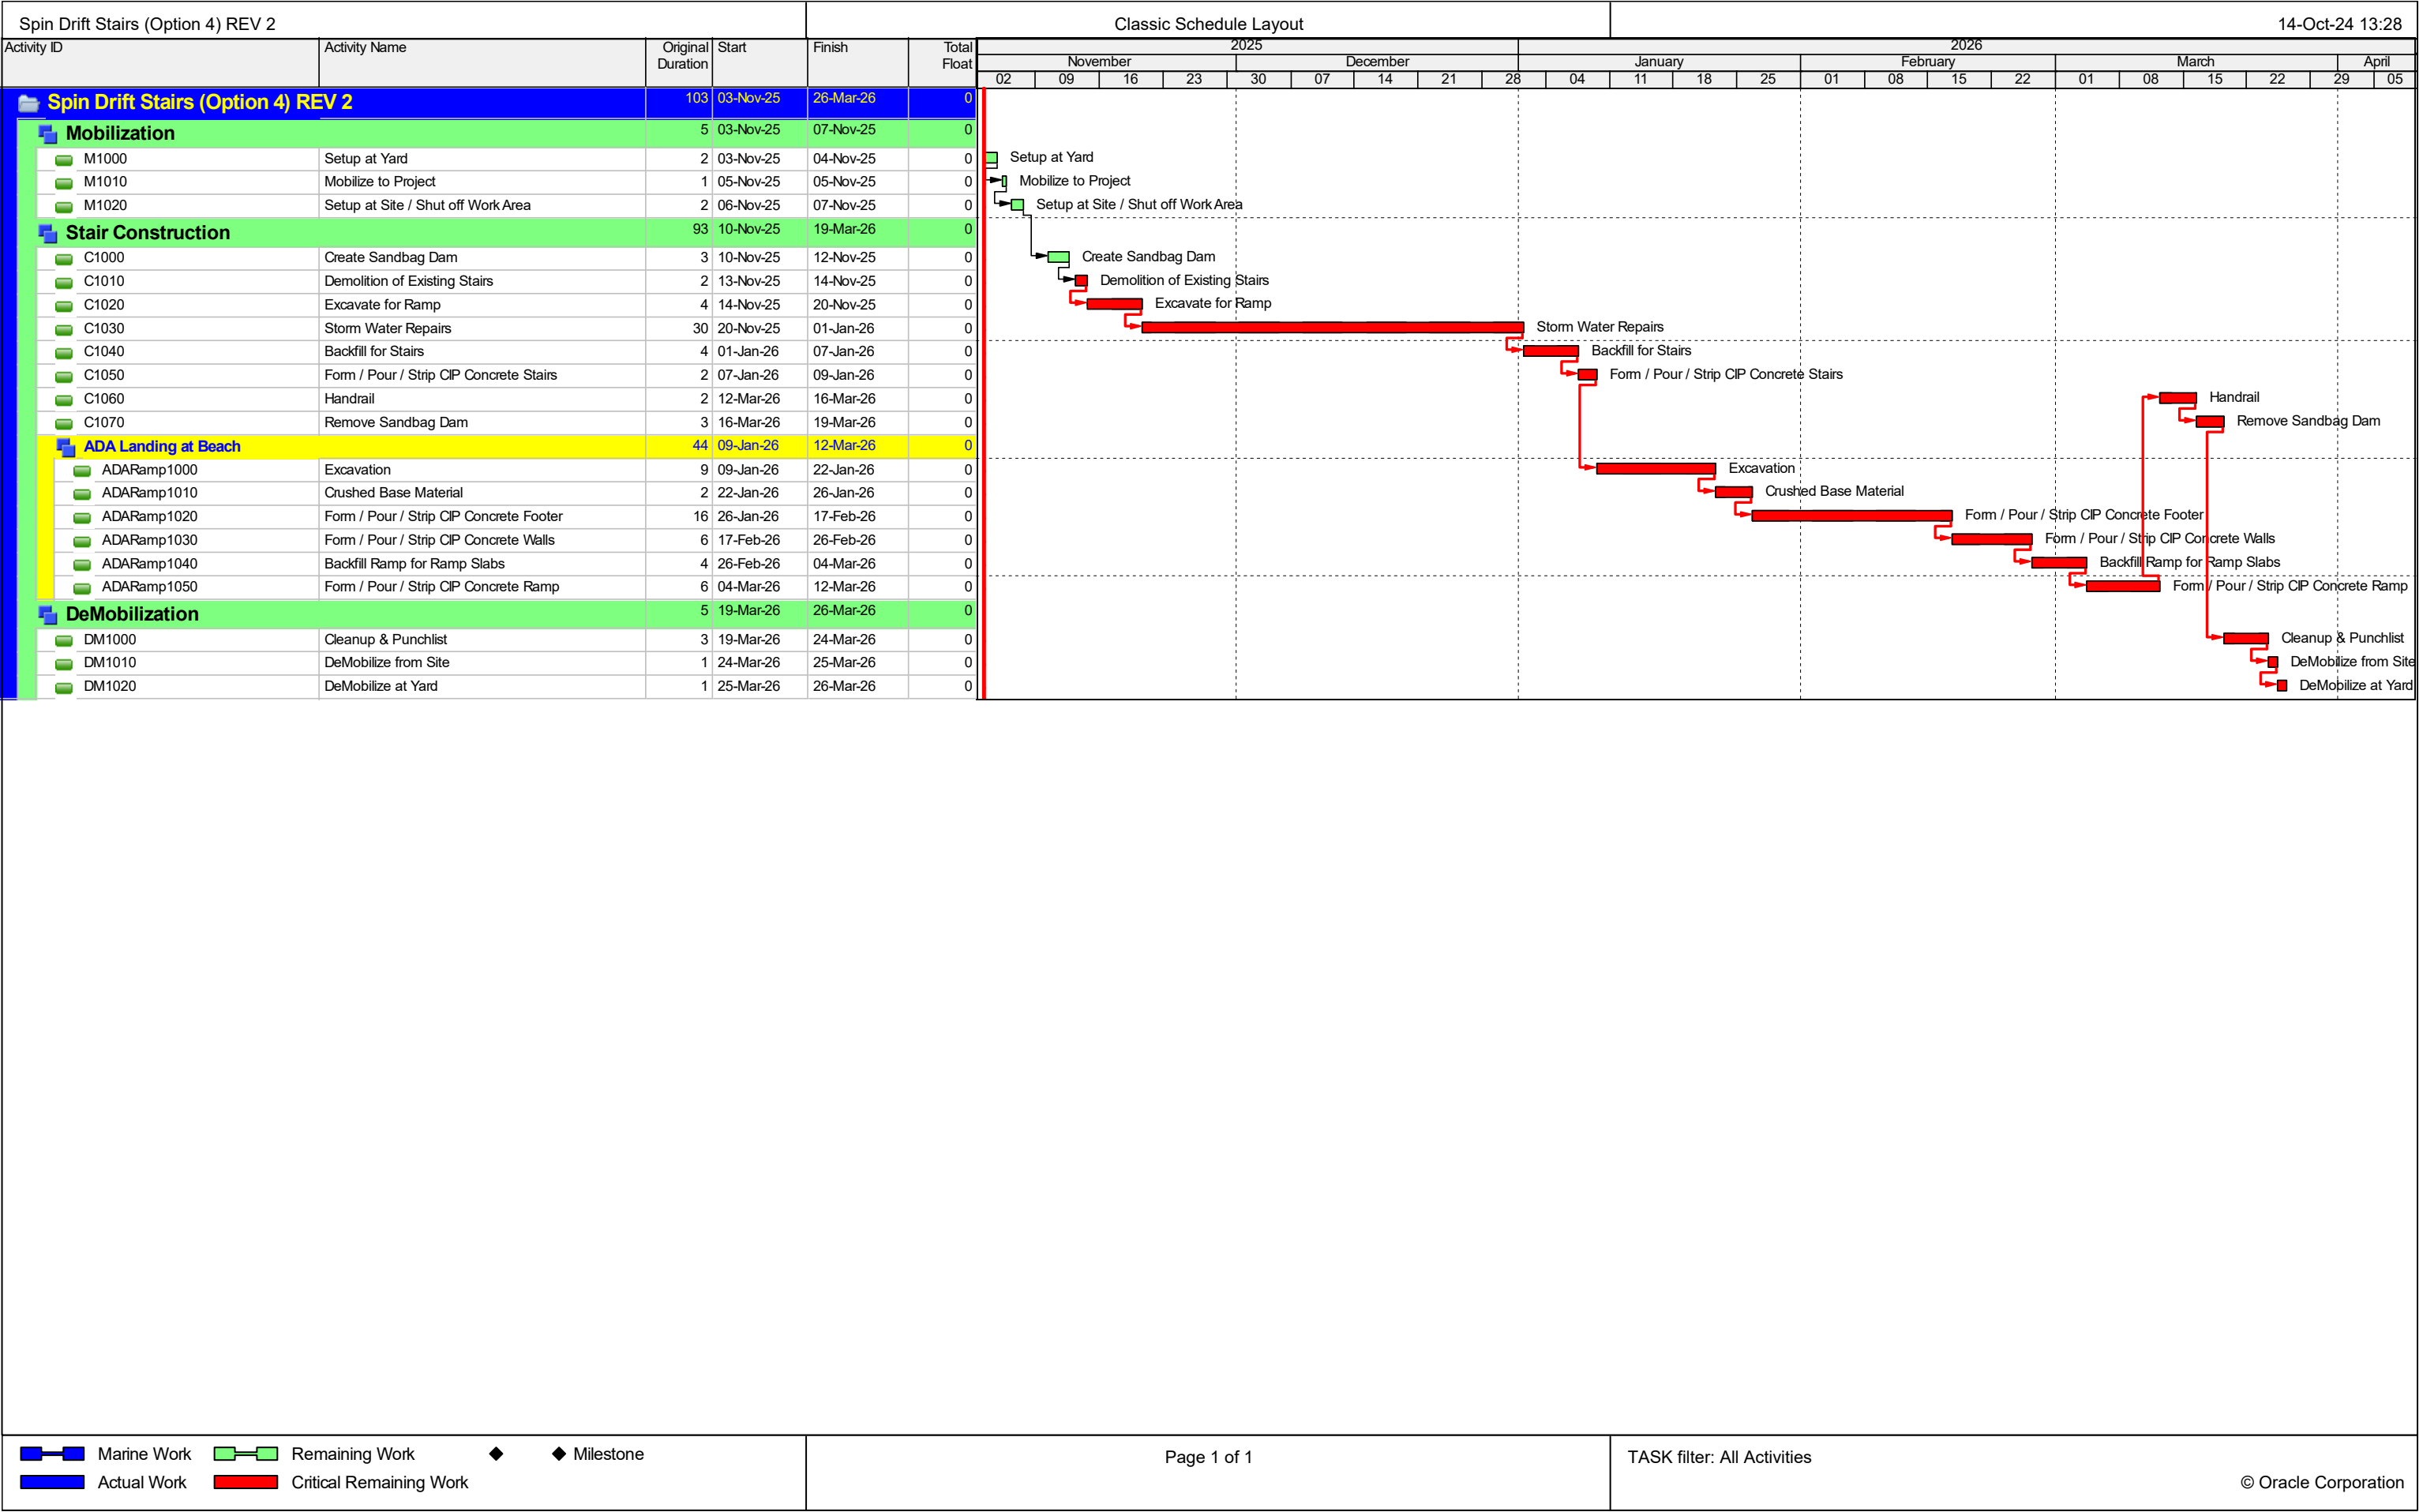 Spin Drift Stairs (Option 4) REV 2 Classic Schedule Layout 14-Oct-24 13:28
Activity ID Activity Name Original Duration Start Finish Total Float
2025 2026
November December January February March April
02 09 16 23 30 07 14 21 28 04 11 18 25 01 08 15 22 01 08 15 22 29 05
Spin Drift Stairs (Option 4) REV 2 103 03-Nov-25 26-Mar-26 0
Mobilization 5 03-Nov-25 07-Nov-25 0
M1000 Setup at Yard 2 03-Nov-25 04-Nov-25 0 Setup at Yard
M1010 Mobilize to Project 1 05-Nov-25 05-Nov-25 0 Mobilize to Project
M1020 Setup at Site / Shut off Work Area 2 06-Nov-25 07-Nov-25 0 Setup at Site / Shut off Work Area
Stair Construction 93 10-Nov-25 19-Mar-26 0
C1000 Create Sandbag Dam 3 10-Nov-25 12-Nov-25 0 Create Sandbag Dam
C1010 Demolition of Existing Stairs 2 13-Nov-25 14-Nov-25 0 Demolition of Existing Stairs
C1020 Excavate for Ramp 4 14-Nov-25 20-Nov-25 0 Excavate for Ramp
C1030 Storm Water Repairs 30 20-Nov-25 01-Jan-26 0 Storm Water Repairs
C1040 Backfill for Stairs 4 01-Jan-26 07-Jan-26 0 Backfill for Stairs
C1050 Form / Pour / Strip CIP Concrete Stairs 2 07-Jan-26 09-Jan-26 0 Form / Pour / Strip CIP Concrete Stairs
C1060 Handrail 2 12-Mar-26 16-Mar-26 0 Handrail
C1070 Remove Sandbag Dam 3 16-Mar-26 19-Mar-26 0 Remove Sandbag Dam
ADA Landing at Beach 44 09-Jan-26 12-Mar-26 0
ADARamp1000 Excavation 9 09-Jan-26 22-Jan-26 0 Excavation
ADARamp1010 Crushed Base Material 2 22-Jan-26 26-Jan-26 0 Crushed Base Material
ADARamp1020 Form / Pour / Strip CIP Concrete Footer 16 26-Jan-26 17-Feb-26 0 Form / Pour / Strip CIP Concrete Footer
ADARamp1030 Form / Pour / Strip CIP Concrete Walls 6 17-Feb-26 26-Feb-26 0 Form / Pour / Strip CIP Concrete Walls
ADARamp1040 Backfill Ramp for Ramp Slabs 4 26-Feb-26 04-Mar-26 0 Backfill Ramp for Ramp Slabs
ADARamp1050 Form / Pour / Strip CIP Concrete Ramp 6 04-Mar-26 12-Mar-26 0 Form / Pour / Strip CIP Concrete Ramp
DeMobilization 5 19-Mar-26 26-Mar-26 0
DM1000 Cleanup & Punchlist 3 19-Mar-26 24-Mar-26 0 Cleanup & Punchlist
DM1010 DeMobilize from Site 1 24-Mar-26 25-Mar-26 0 DeMobilize from Site
DM1020 DeMobilize at Yard 1 25-Mar-26 26-Mar-26 0 DeMobilize at Yard
Marine Work Remaining Work Milestone Page 1 of 1 TASK filter: All Activities
Actual Work Critical Remaining Work © Oracle Corporation